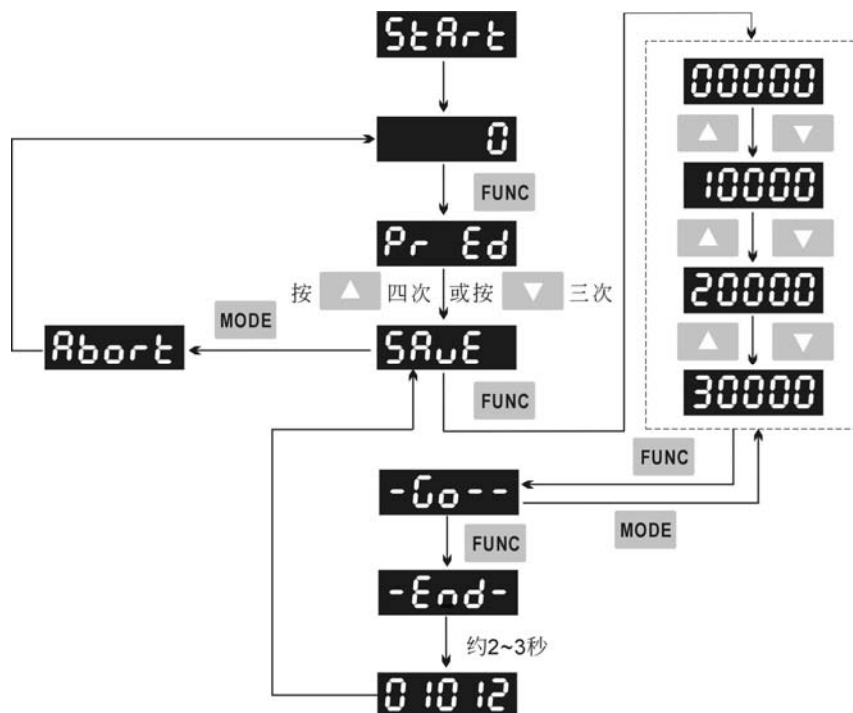 StArt
0
FUNC
Pr Ed
按 ▲ 四次 或按 ▼ 三次
MODE
Abort
SAvE
FUNC
00000
▲ ▼
10000
▲ ▼
20000
▲ ▼
30000
FUNC
-Go--
MODE
FUNC
-End-
约2~3秒
01012